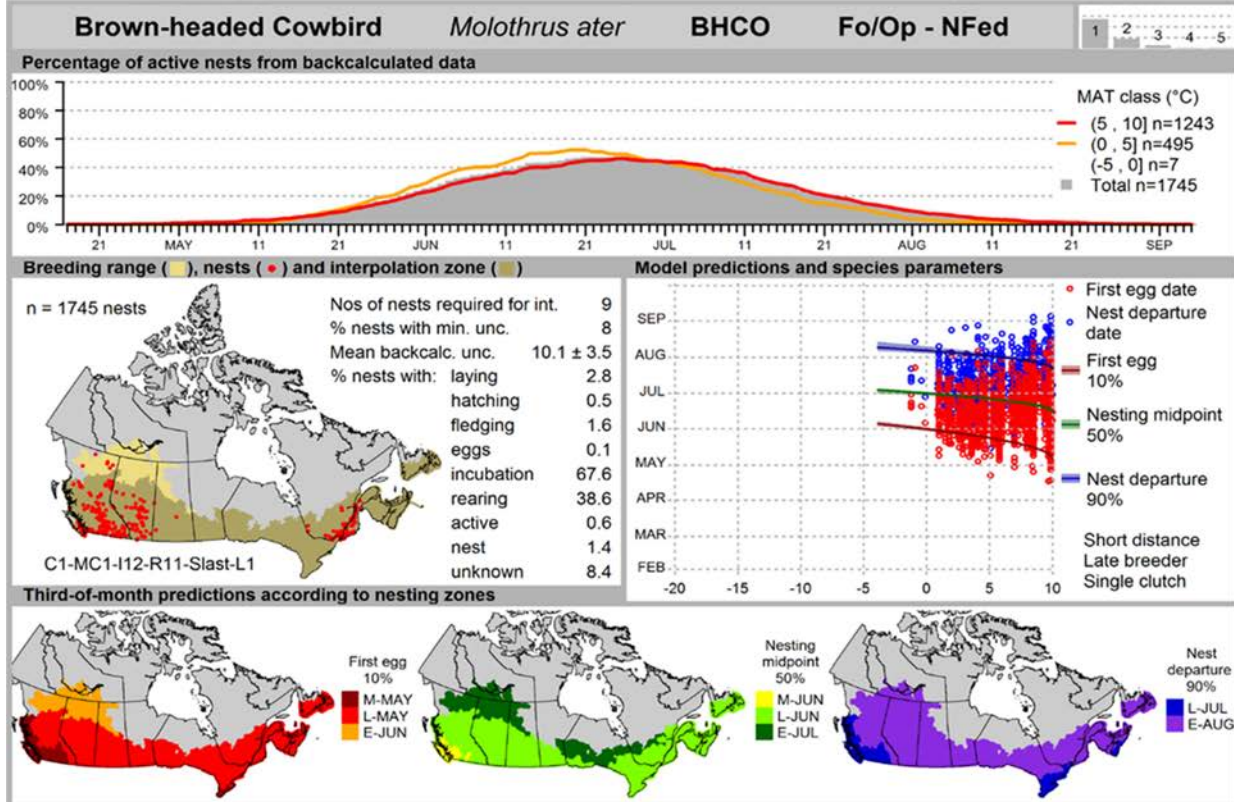 Brown-headed Cowbird Molothrus ater BHCO Fo/Op - NFed
1 2 3 4 5
Percentage of active nests from backcalculated data
100%
80%
60%
40%
20%
0%
21 MAY 11 21 JUN 11 21 JUL 11 21 AUG 11 21 SEP
MAT class (°C)
(5 , 10] n=1243
(0 , 5] n=495
(-5 , 0] n=7
Total n=1745
Breeding range ( ), nests ( ) and interpolation zone ( )
n = 1745 nests
Nos of nests required for int. 9
% nests with min. unc. 8
Mean backcalc. unc. 10.1 ± 3.5
% nests with: laying 2.8
hatching 0.5
fledging 1.6
eggs 0.1
incubation 67.6
rearing 38.6
active 0.6
nest 1.4
unknown 8.4
C1-MC1-I12-R11-Slast-L1
Model predictions and species parameters
SEP
AUG
JUL
JUN
MAY
APR
MAR
FEB
-20 -15 -10 -5 0 5 10
First egg date
Nest departure
date
First egg
10%
Nesting midpoint
50%
Nest departure
90%
Short distance
Late breeder
Single clutch
Third-of-month predictions according to nesting zones
First egg
10%
M-MAY
L-MAY
E-JUN
Nesting
midpoint
50%
M-JUN
L-JUN
E-JUL
Nest
departure
90%
L-JUL
E-AUG